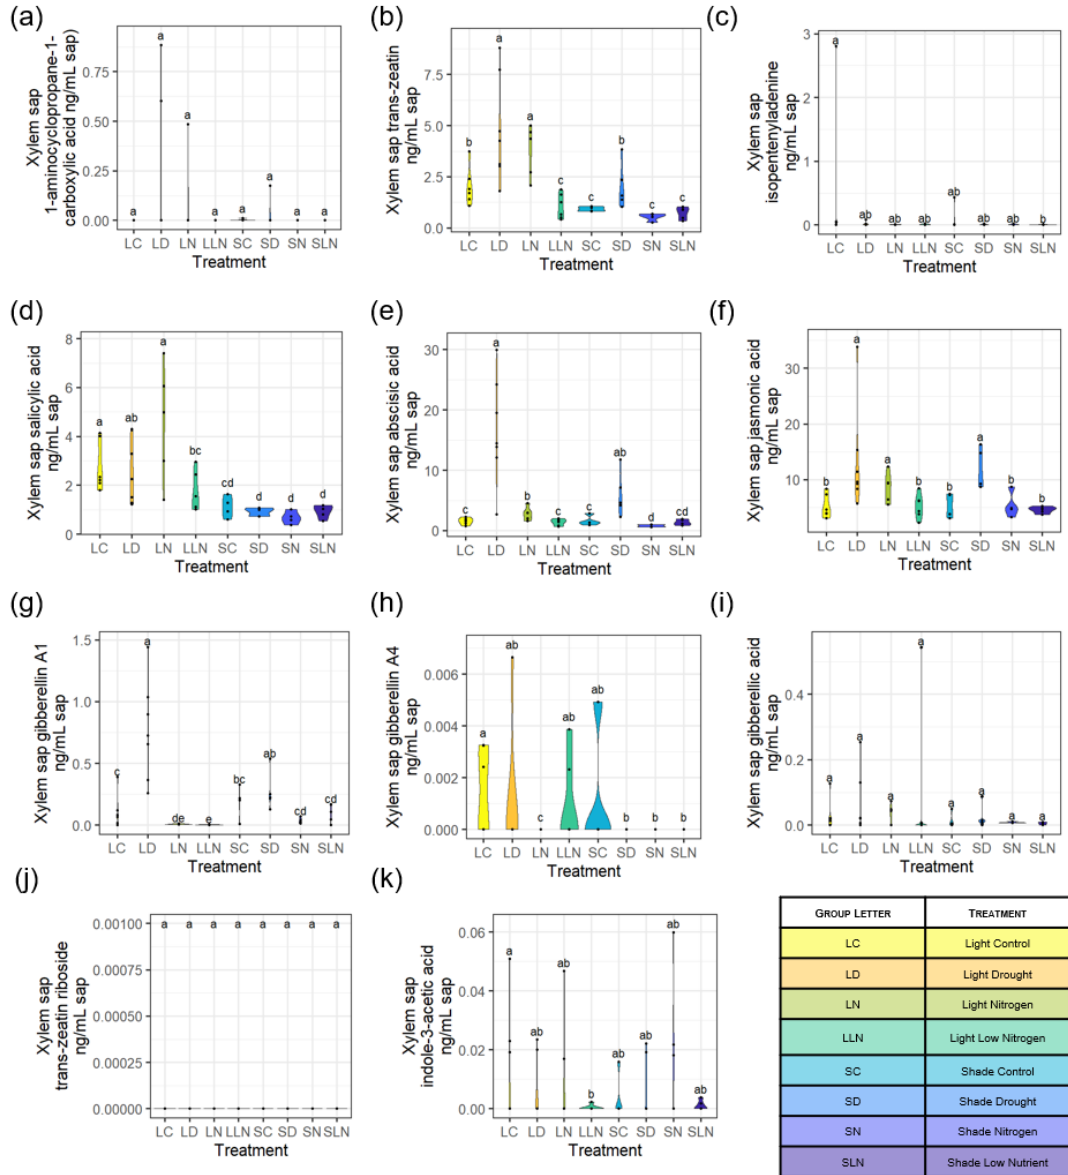 (a)
Xylem sap
1-aminocyclopropane-1-
carboxylic acid ng/mL sap)
0.75
0.50
0.25
0.00
a
a
a
a
a
a
a
a
LC LD LN LLN SC SD SN SLN
Treatment
(b)
Xylem sap trans-zeatin
ng/mL sap
7.5
5.0
2.5
0.0
b
a
a
c
c
b
c
c
LC LD LN LLN SC SD SN SLN
Treatment
(c)
Xylem sap
isopentenyladenine
ng/mL sap
3
2
1
0
a
ab
ab
ab
ab
ab
ab
b
LC LD LN LLN SC SD SN SLN
Treatment
(d)
Xylem sap salicylic acid
ng/mL sap
8
6
4
2
0
a
ab
a
bc
cd
d
d
d
LC LD LN LLN SC SD SN SLN
Treatment
(e)
Xylem sap abscisic acid
ng/mL sap
30
20
10
0
c
a
b
c
c
ab
d
cd
LC LD LN LLN SC SD SN SLN
Treatment
(f)
Xylem sap jasmonic acid
ng/mL sap
30
20
10
b
a
a
b
b
a
b
b
LC LD LN LLN SC SD SN SLN
Treatment
(g)
Xylem sap gibberellin A1
ng/mL sap
1.5
1.0
0.5
0.0
c
a
de
e
bc
ab
cd
cd
LC LD LN LLN SC SD SN SLN
Treatment
(h)
Xylem sap gibberellin A4
ng/mL sap
0.006
0.004
0.002
0.000
a
ab
c
ab
ab
b
b
b
LC LD LN LLN SC SD SN SLN
Treatment
(i)
Xylem sap gibberellic acid
ng/mL sap
0.4
0.2
0.0
a
a
a
a
a
a
a
a
LC LD LN LLN SC SD SN SLN
Treatment
(j)
Xylem sap
trans-zeatin riboside
ng/mL sap
0.00100
0.00075
0.00050
0.00025
0.00000
a a a a a a a a
LC LD LN LLN SC SD SN SLN
Treatment
(k)
Xylem sap
indole-3-acetic acid
ng/mL sap
0.06
0.04
0.02
0.00
a
ab
ab
b
ab
ab
ab
ab
LC LD LN LLN SC SD SN SLN
Treatment
GROUP LETTER TREATMENT
LC Light Control
LD Light Drought
LN Light Nitrogen
LLN Light Low Nitrogen
SC Shade Control
SD Shade Drought
SN Shade Nitrogen
SLN Shade Low Nutrient